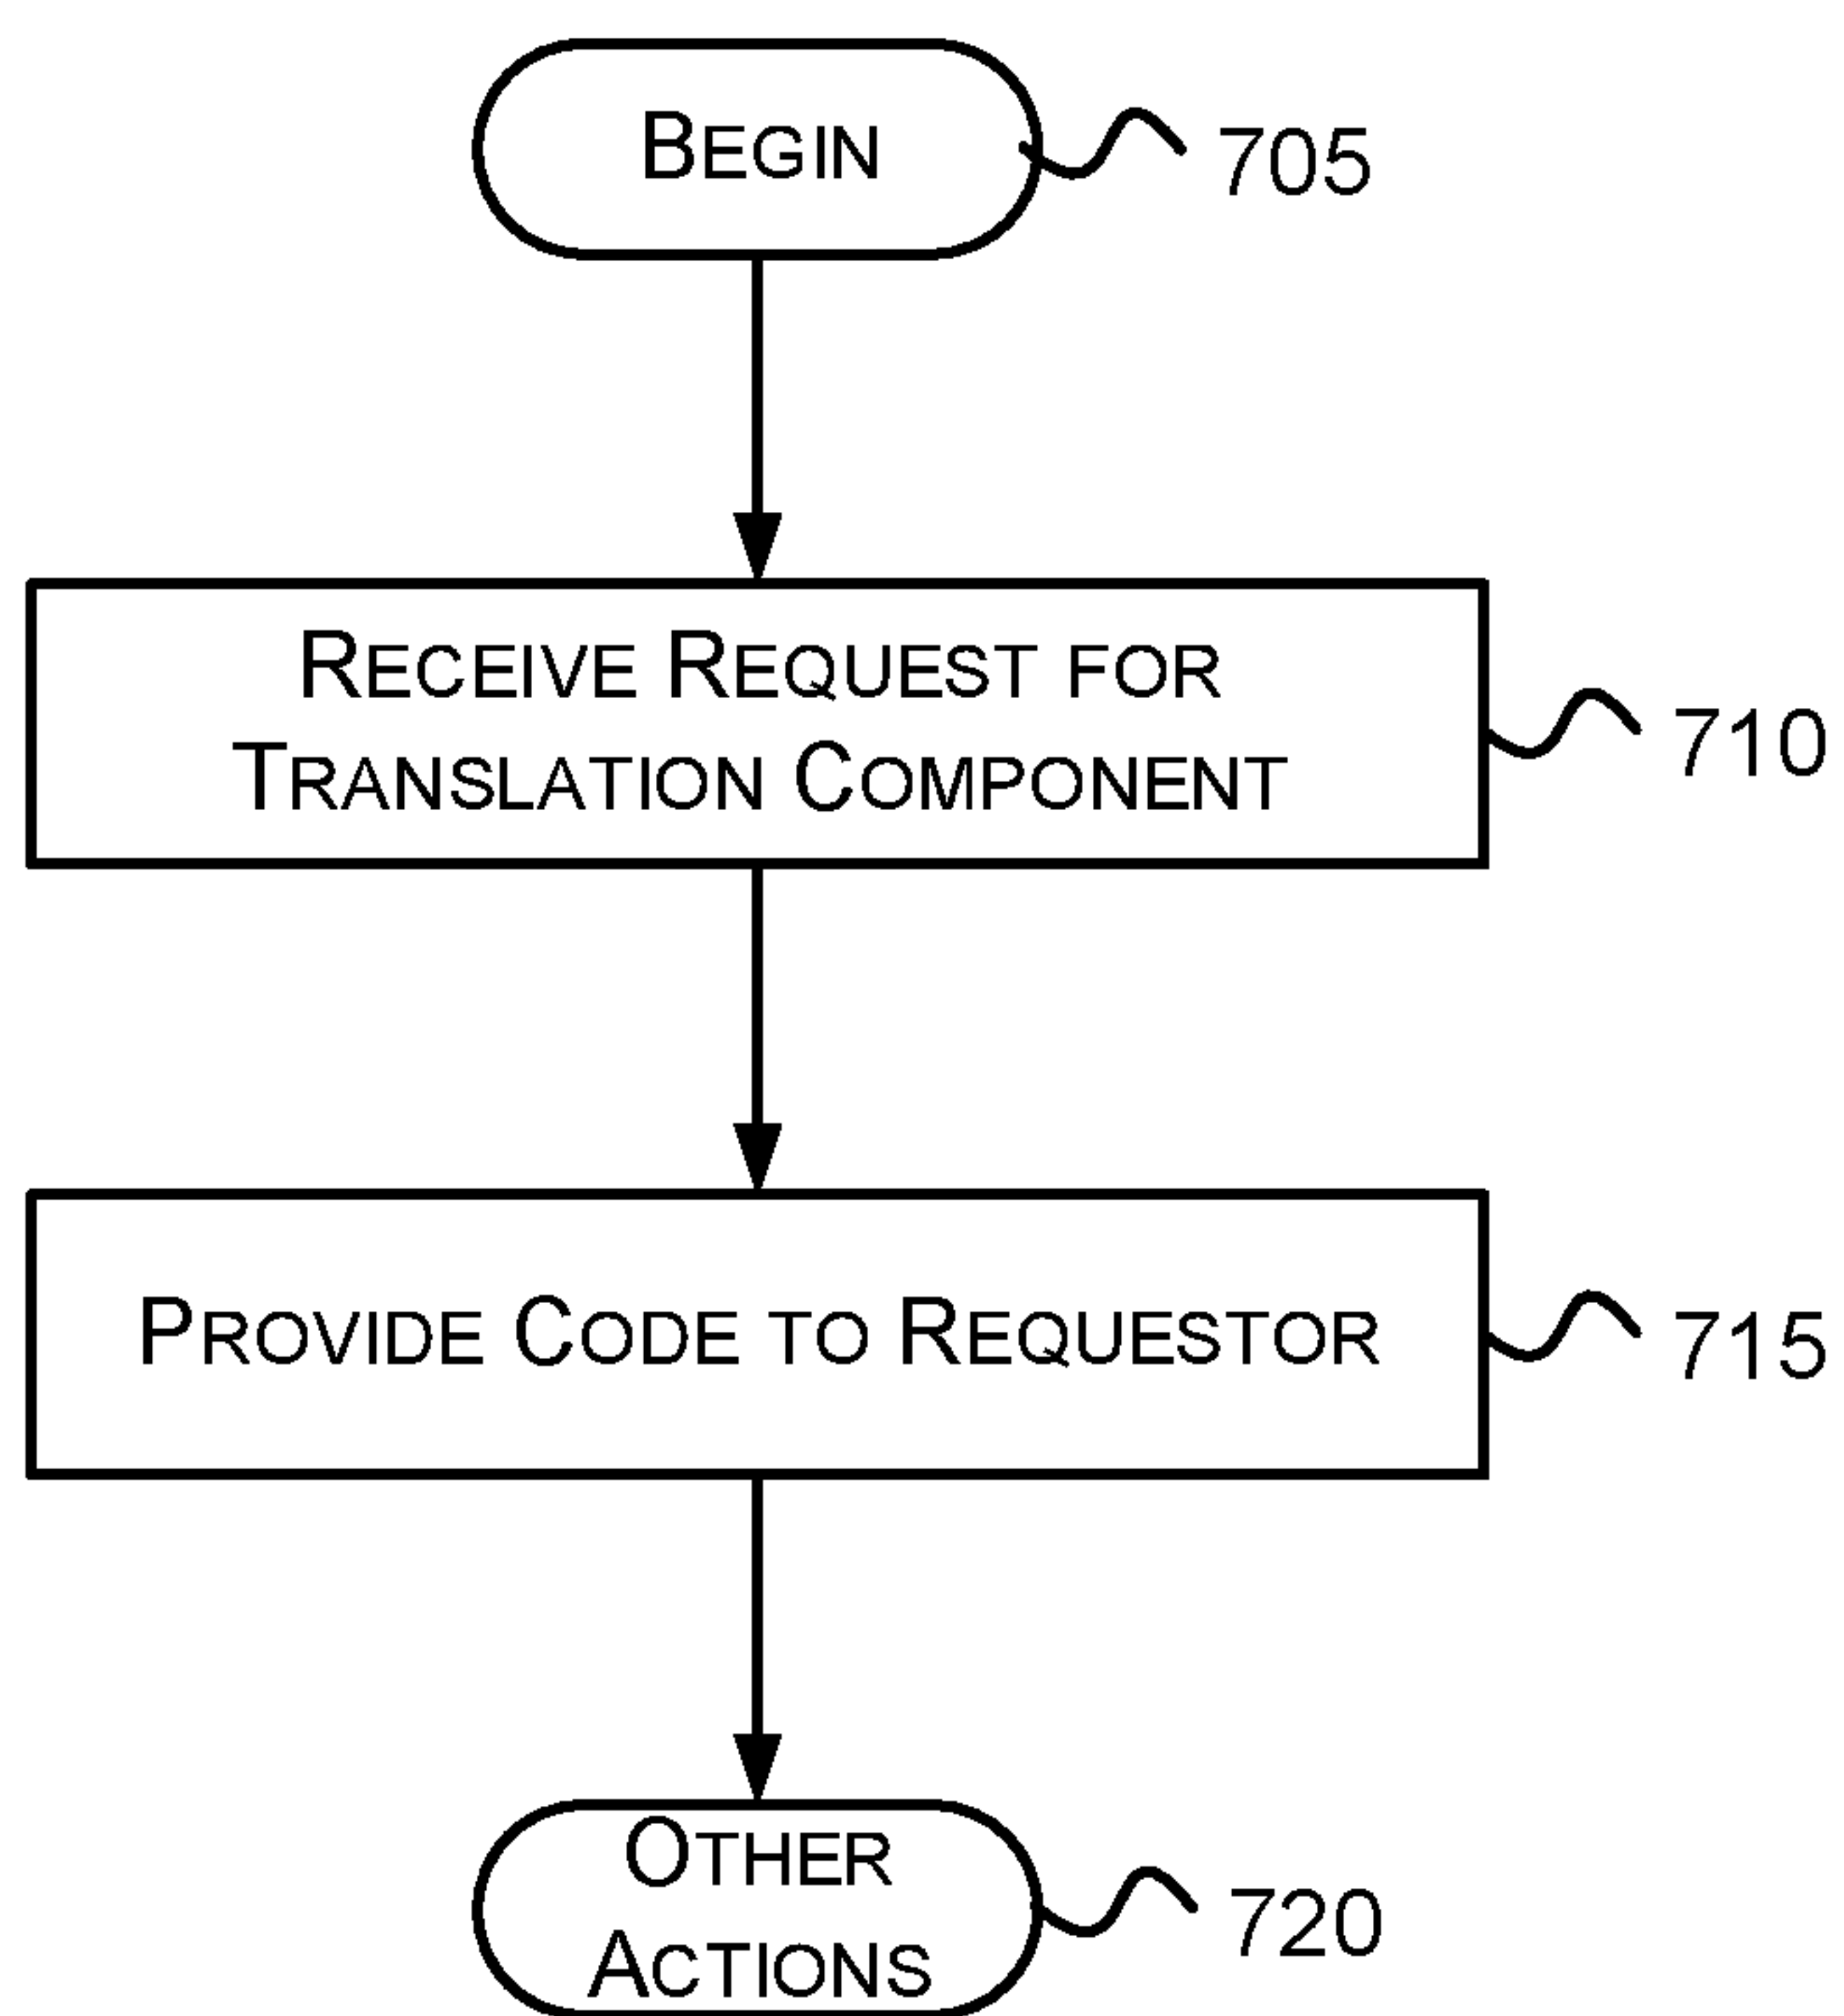 BEGIN
705
RECEIVE REQUEST FOR
TRANSLATION COMPONENT
710
PROVIDE CODE TO REQUESTOR
715
OTHER
ACTIONS
720